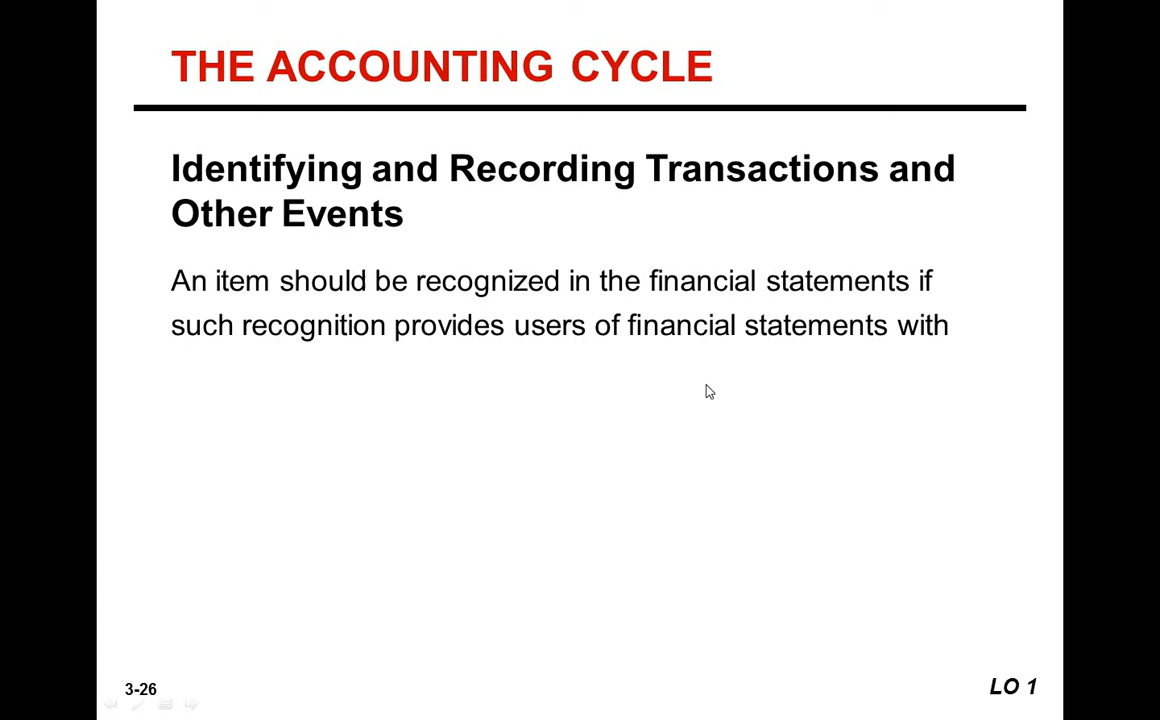 THE ACCOUNTING CYCLE
Identifying and Recording Transactions and
Other Events
An item should be recognized in the financial statements if
such recognition provides users of financial statements with
3-26
LO 1